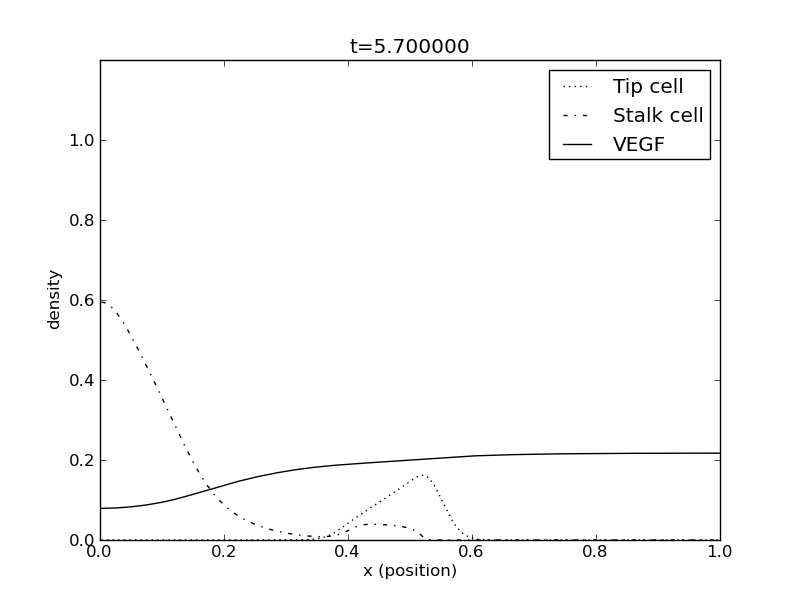 t=5.700000
Tip cell
Stalk cell
VEGF
density
1.0
0.8
0.6
0.4
0.2
0.0
0.0 0.2 0.4 0.6 0.8 1.0
x (position)